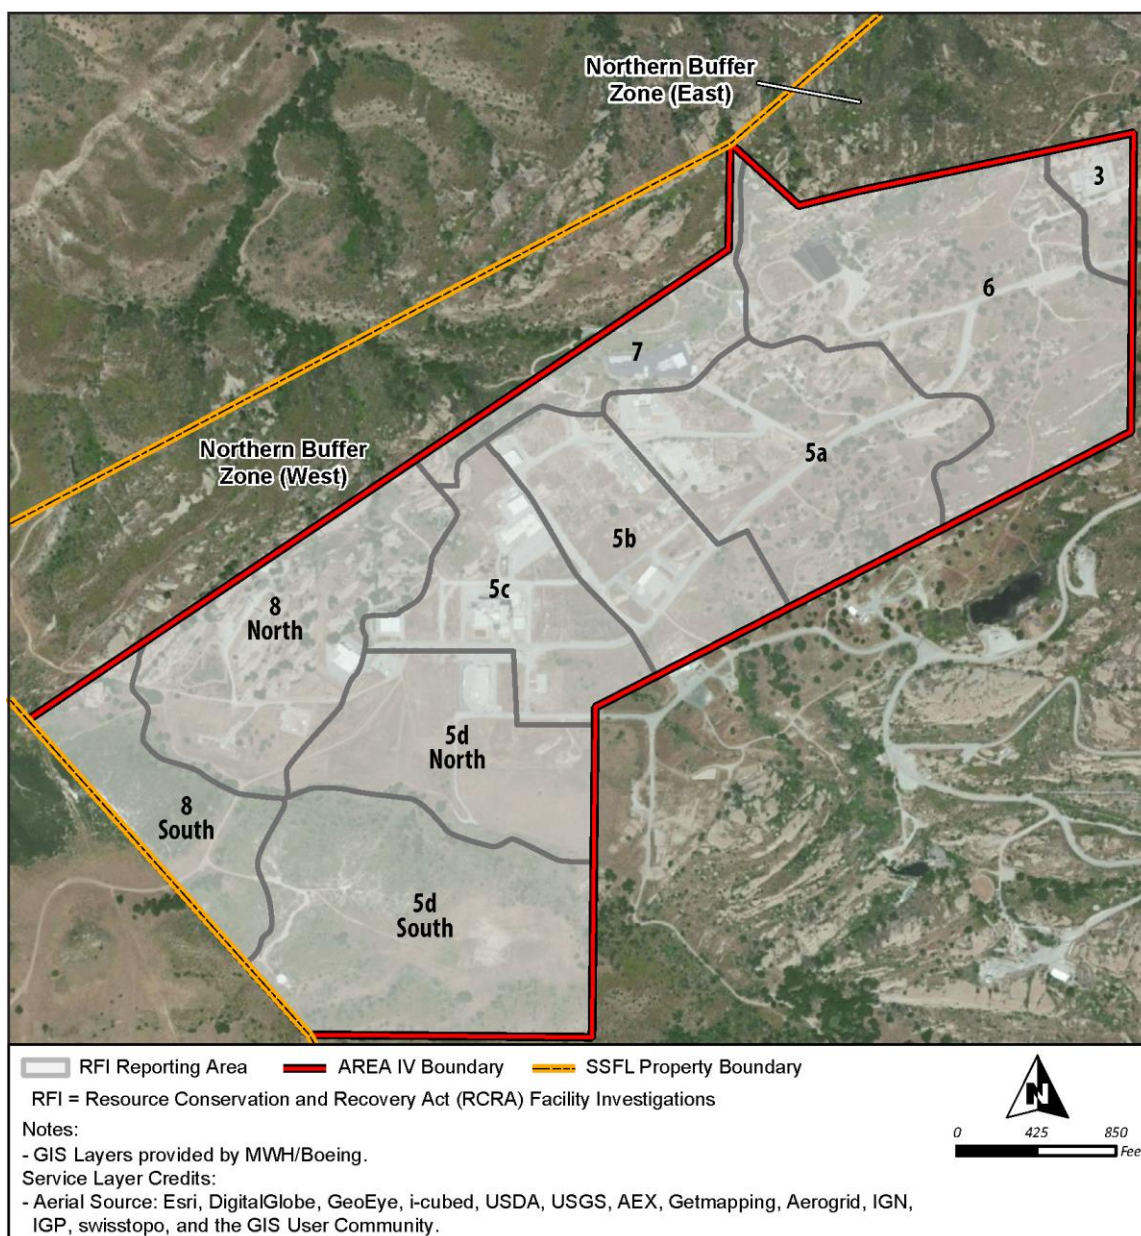 Northern Buffer
Zone (East)
3
6
7
Northern Buffer
Zone (West)
5a
5b
5c
8
North
5d
North
8
South
5d
South
RFI Reporting Area
AREA IV Boundary
SSFL Property Boundary
RFI = Resource Conservation and Recovery Act (RCRA) Facility Investigations
N
Notes:
- GIS Layers provided by MWH/Boeing.
0 425 850
Fee
Service Layer Credits:
- Aerial Source: Esri, DigitalGlobe, GeoEye, i-cubed, USDA, USGS, AEX, Getmapping, Aerogrid, IGN,
IGP, swisstopo, and the GIS User Community.